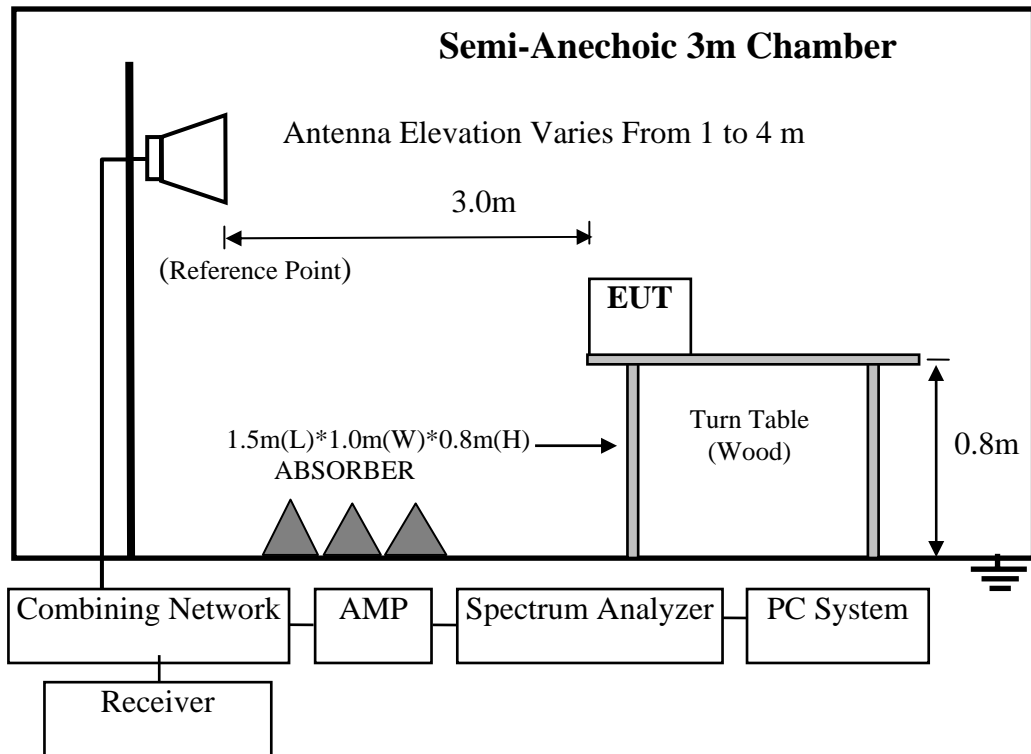 Semi-Anechoic 3m Chamber
Antenna Elevation Varies From 1 to 4 m
3.0m
(Reference Point)
EUT
1.5m(L)*1.0m(W)*0.8m(H)
ABSORBER
Turn Table
(Wood)
0.8m
Combining Network
AMP
Spectrum Analyzer
PC System
Receiver